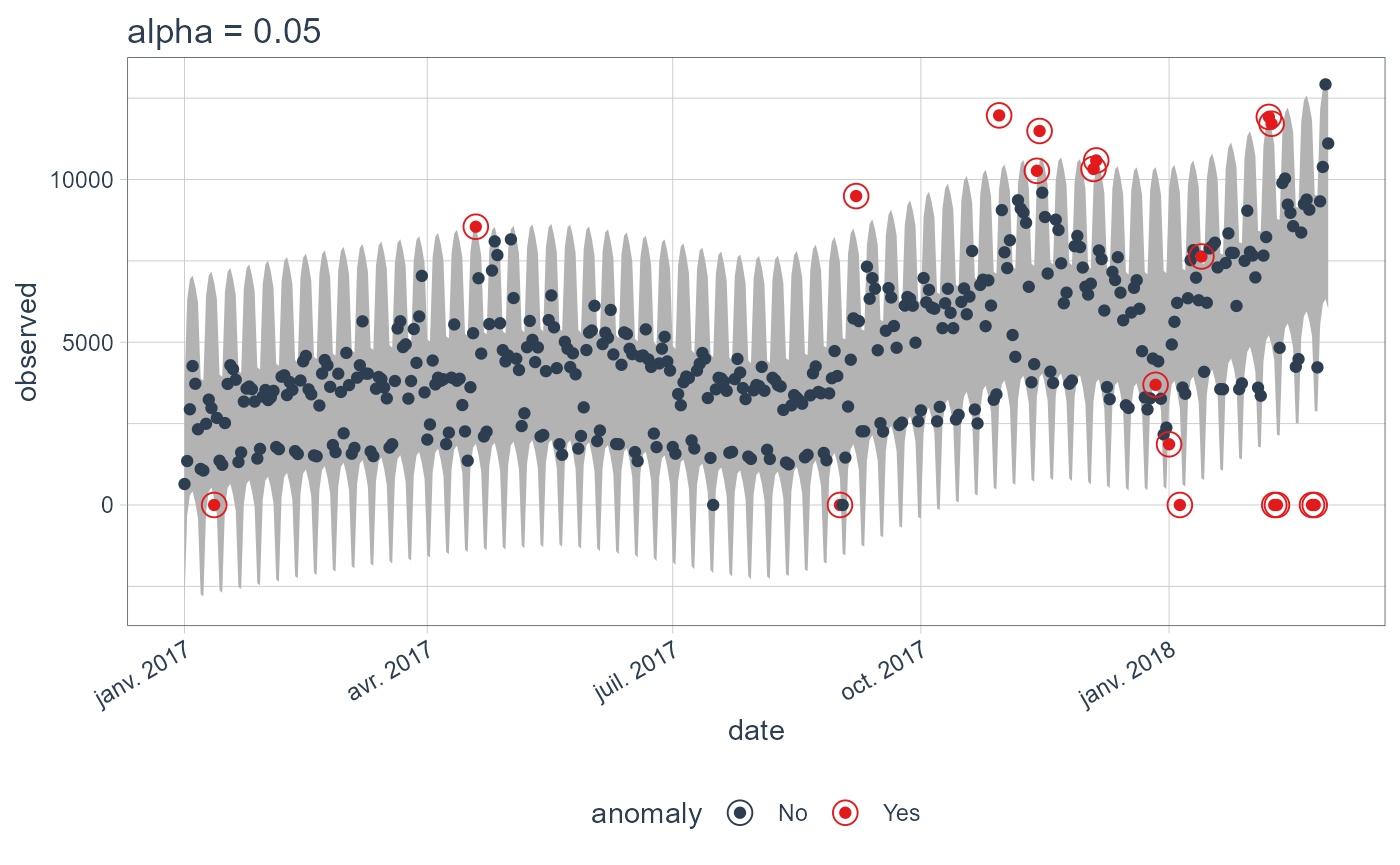 alpha = 0.05
observed
10000
5000
0
janv. 2017
avr. 2017
juil. 2017
oct. 2017
janv. 2018
date
anomaly No Yes